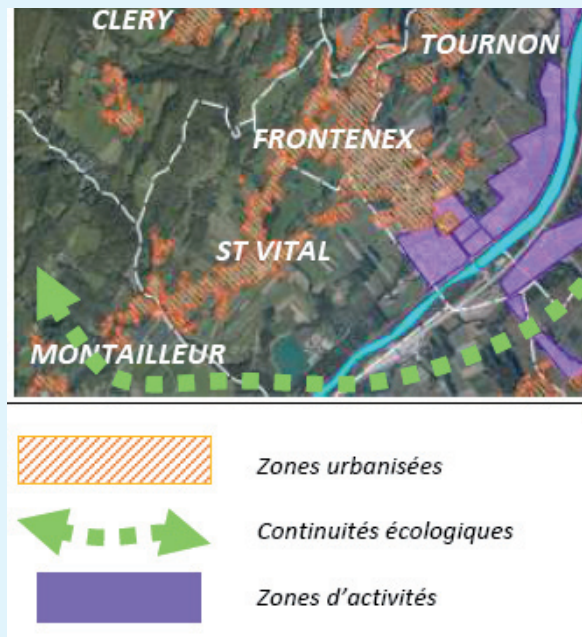 CLERY
TOURNON
FRONTENEX
ST VITAL
MONTAILLEUR
Zones urbanisées
Continuités écologiques
Zones d’activités